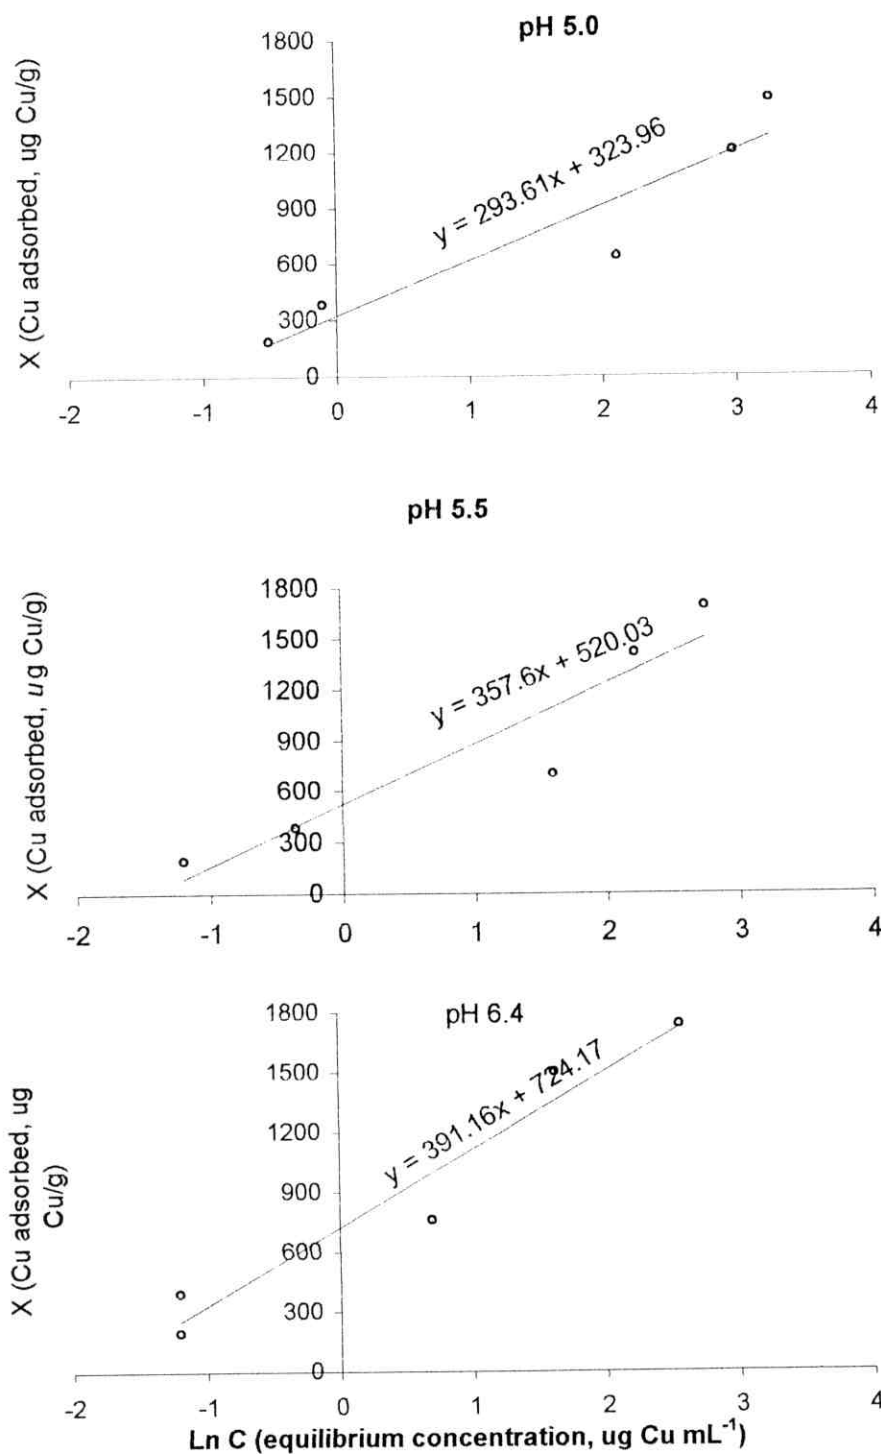 pH 5.0
X (Cu adsorbed, ug Cu/g)
1800
1500
1200
900
600
300
0
y = 293.61x + 323.96
-2 -1 0 1 2 3 4
pH 5.5
X (Cu adsorbed, ug Cu/g)
1800
1500
1200
900
600
300
0
y = 357.6x + 520.03
-2 -1 0 1 2 3 4
pH 6.4
X (Cu adsorbed, ug
Cu/g)
1800
1500
1200
900
600
300
0
y = 391.16x + 724.17
-2 -1 0 1 2 3 4
Ln C (equilibrium concentration, ug Cu mL⁻¹)